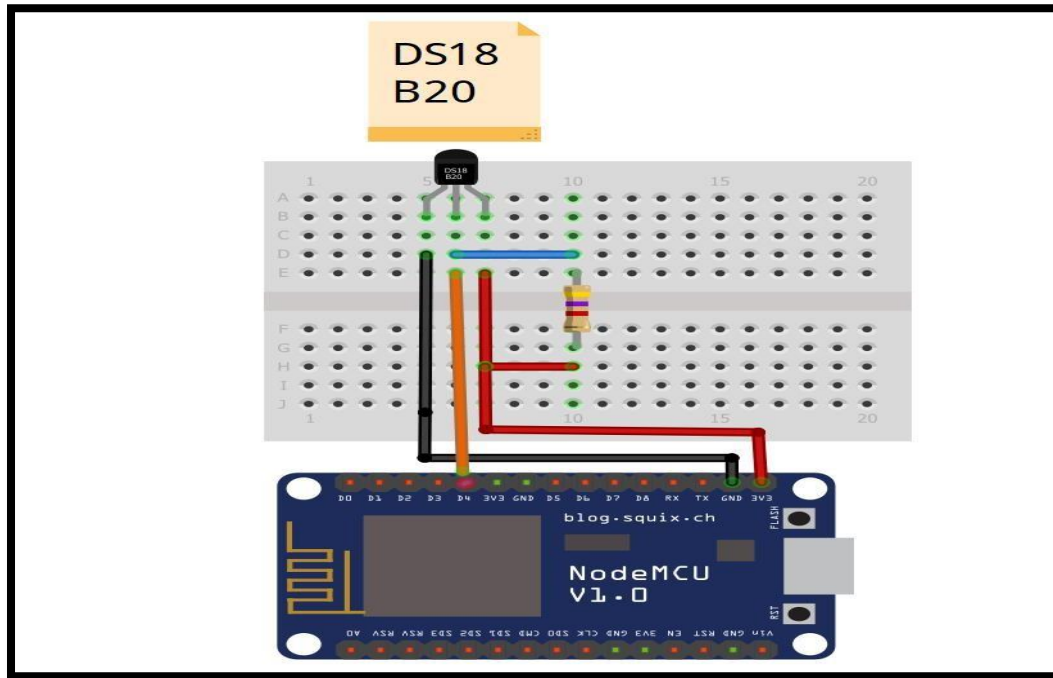 DS18
B20
DS18
B20
1 5 10 15 20
A
B
C
D
E
F
G
H
I
J
1 10 15 20
D0 D1 D2 D3 D4 3V3 GND D5 D6 D7 D8 RX TX GND 3V3
blog.squix.ch
FLASH
NodeMCU
V1.0
RST
A0 RSV RSV SD3 SD2 SD1 CMD SD0 CLK GND 3V3 EN RST GND Vin